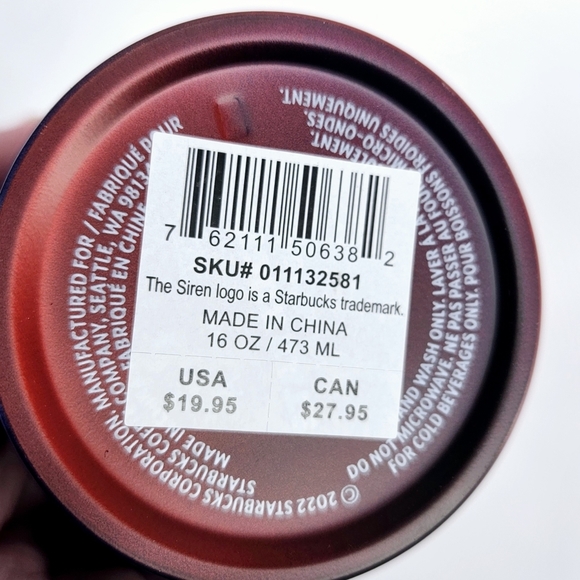 7 62111 50638 2
SKU# 011132581
The Siren logo is a Starbucks trademark.
MADE IN CHINA
16 OZ / 473 ML
USA
$19.95
CAN
$27.95
© 2022 STARBUCKS CORPORATION. MANUFACTURED FOR / FABRIQUÉ POUR
STARBUCKS COMPANY, SEATTLE, WA
MADE FABRIQUÉ EN CHINE
HAND WASH ONLY. LAVER À LA
DO NOT MICROWAVE. NE PAS PASSER AU FOUR MICRO-ONDES.
FOR COLD BEVERAGES ONLY. POUR BOISSONS FROIDES UNIQUEMENT.